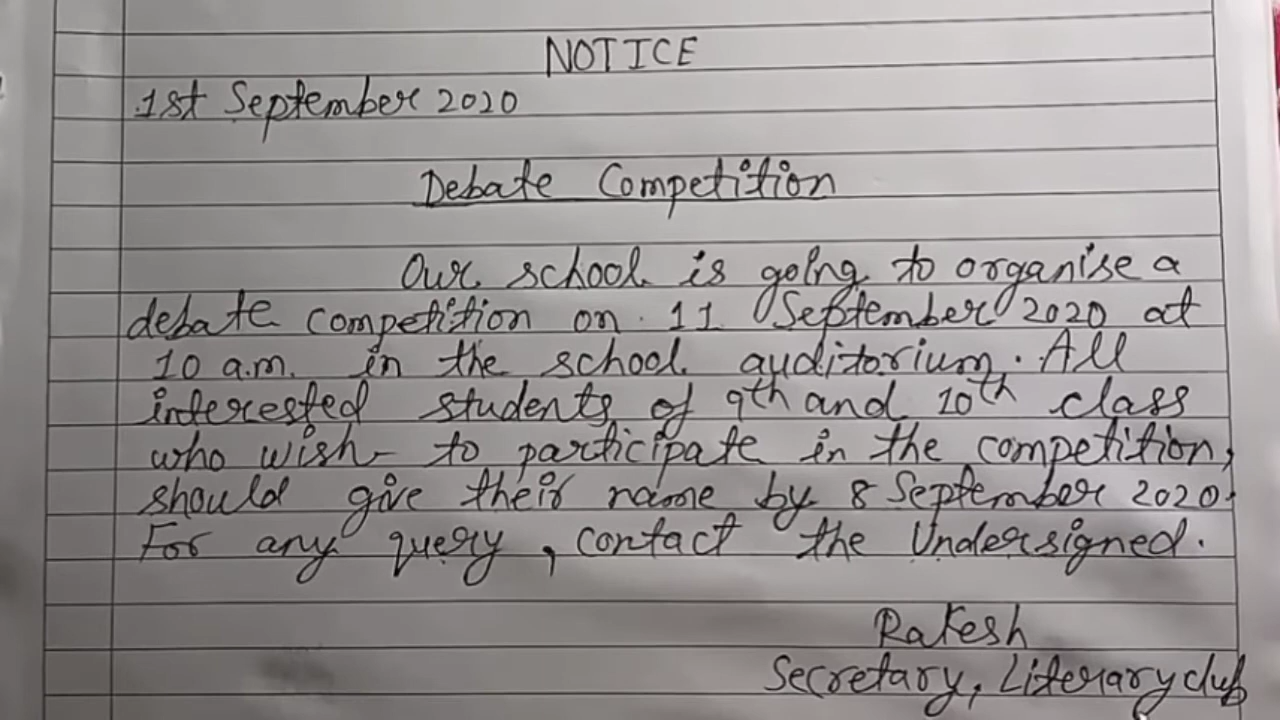 NOTICE
1st September 2020
Debate Competition
Our school is going to organise a
debate competition on 11 September 2020 at
10 a.m. in the school auditorium. All
interested students of 9th and 10th class
who wish to participate in the competition,
should give their name by 8 September 2020.
For any query, contact the Undersigned.
Rakesh
Secretary, Literary club